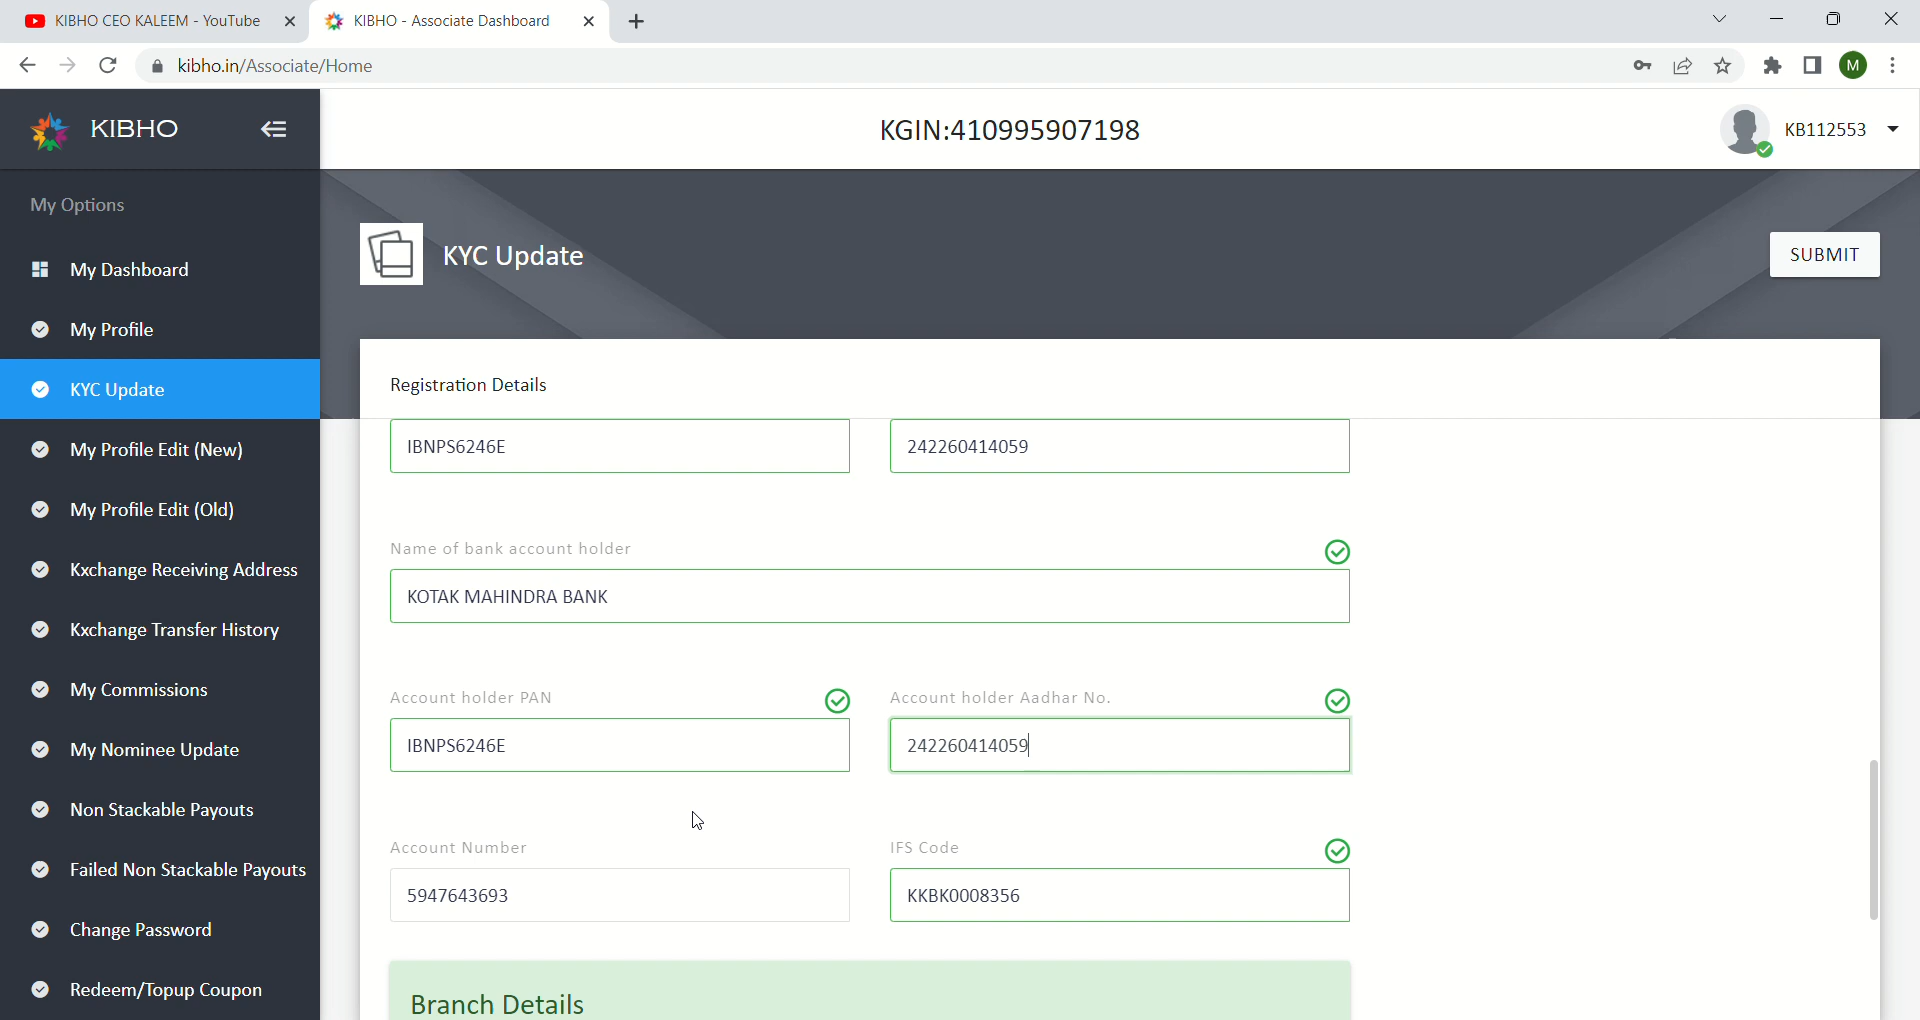 KIBHO CEO KALEEM - YouTube
KIBHO - Associate Dashboard
kibho.in/Associate/Home
M
KIBHO
KGIN:410995907198
KB112553
My Options
KYC Update
SUBMIT
My Dashboard
My Profile
KYC Update
My Profile Edit (New)
My Profile Edit (Old)
Kxchange Receiving Address
Kxchange Transfer History
My Commissions
My Nominee Update
Non Stackable Payouts
Failed Non Stackable Payouts
Change Password
Redeem/Topup Coupon
Registration Details
IBNPS6246E
242260414059
Name of bank account holder
KOTAK MAHINDRA BANK
Account holder PAN
Account holder Aadhar No.
IBNPS6246E
242260414059
Account Number
IFS Code
5947643693
KKBK0008356
Branch Details